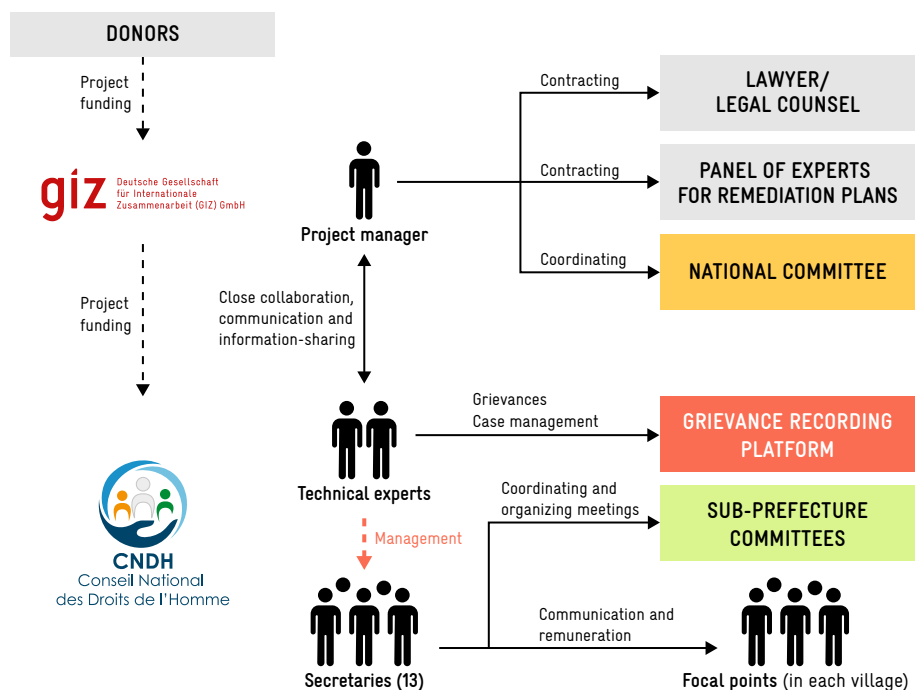 DONORS
Project
funding
giz
Deutsche Gesellschaft
für Internationale
Zusammenarbeit (GIZ) GmbH
Project
funding
CNDH
Conseil National
des Droits de l'Homme
Project manager
Contracting
LAWYER/
LEGAL COUNSEL
Contracting
PANEL OF EXPERTS
FOR REMEDIATION PLANS
Coordinating
NATIONAL COMMITTEE
Close collaboration,
communication and
information-sharing
Technical experts
Grievances
Case management
GRIEVANCE RECORDING
PLATFORM
Management
Coordinating and
organizing meetings
SUB-PREFECTURE
COMMITTEES
Secretaries (13)
Communication and
remuneration
Focal points (in each village)